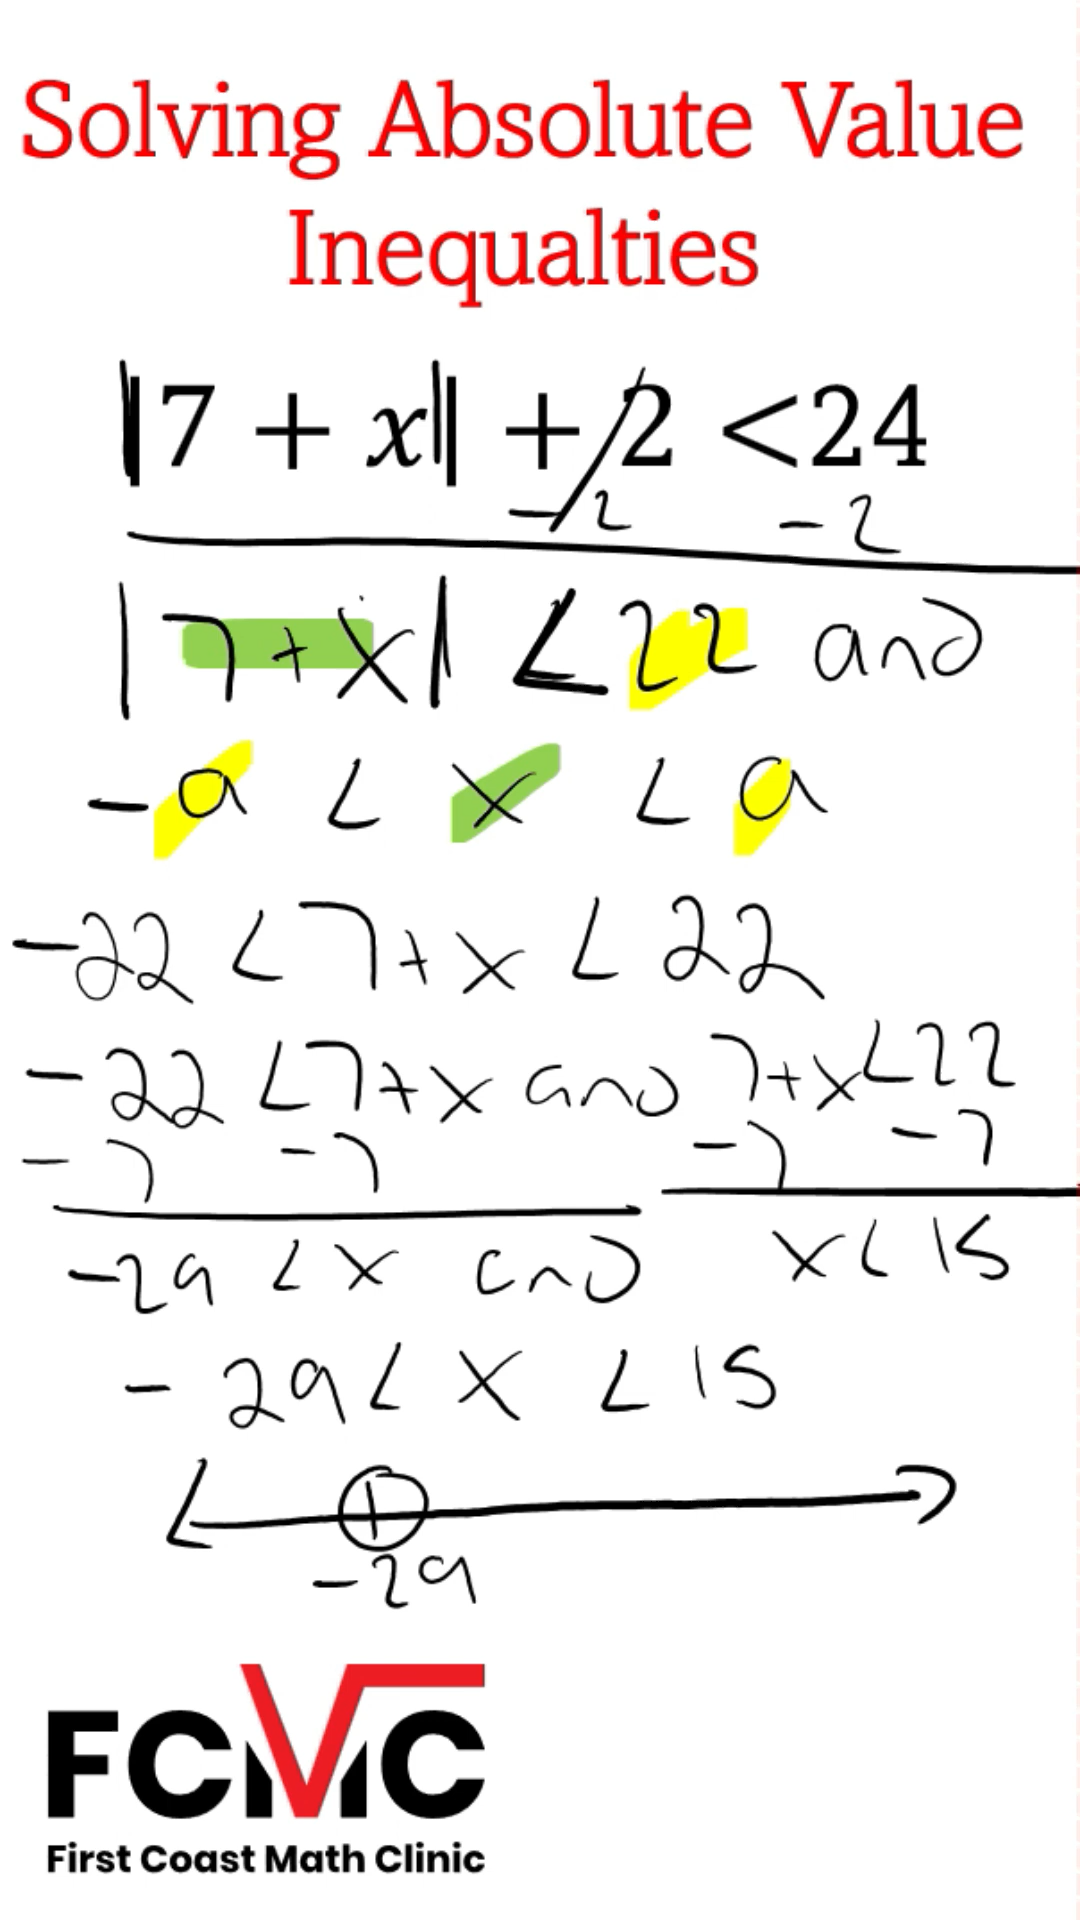 Solving Absolute Value
Inequalties
|7 + x| + 2 <24
-2 -2
|7+x| < 22 and
-a < x < a
-22 < 7+x < 22
-22 < 7+x and 7+x < 22
-7 -7 -7 -7
-29 < x and x < 15
-29 < x < 15
-29
FCMC
First Coast Math Clinic